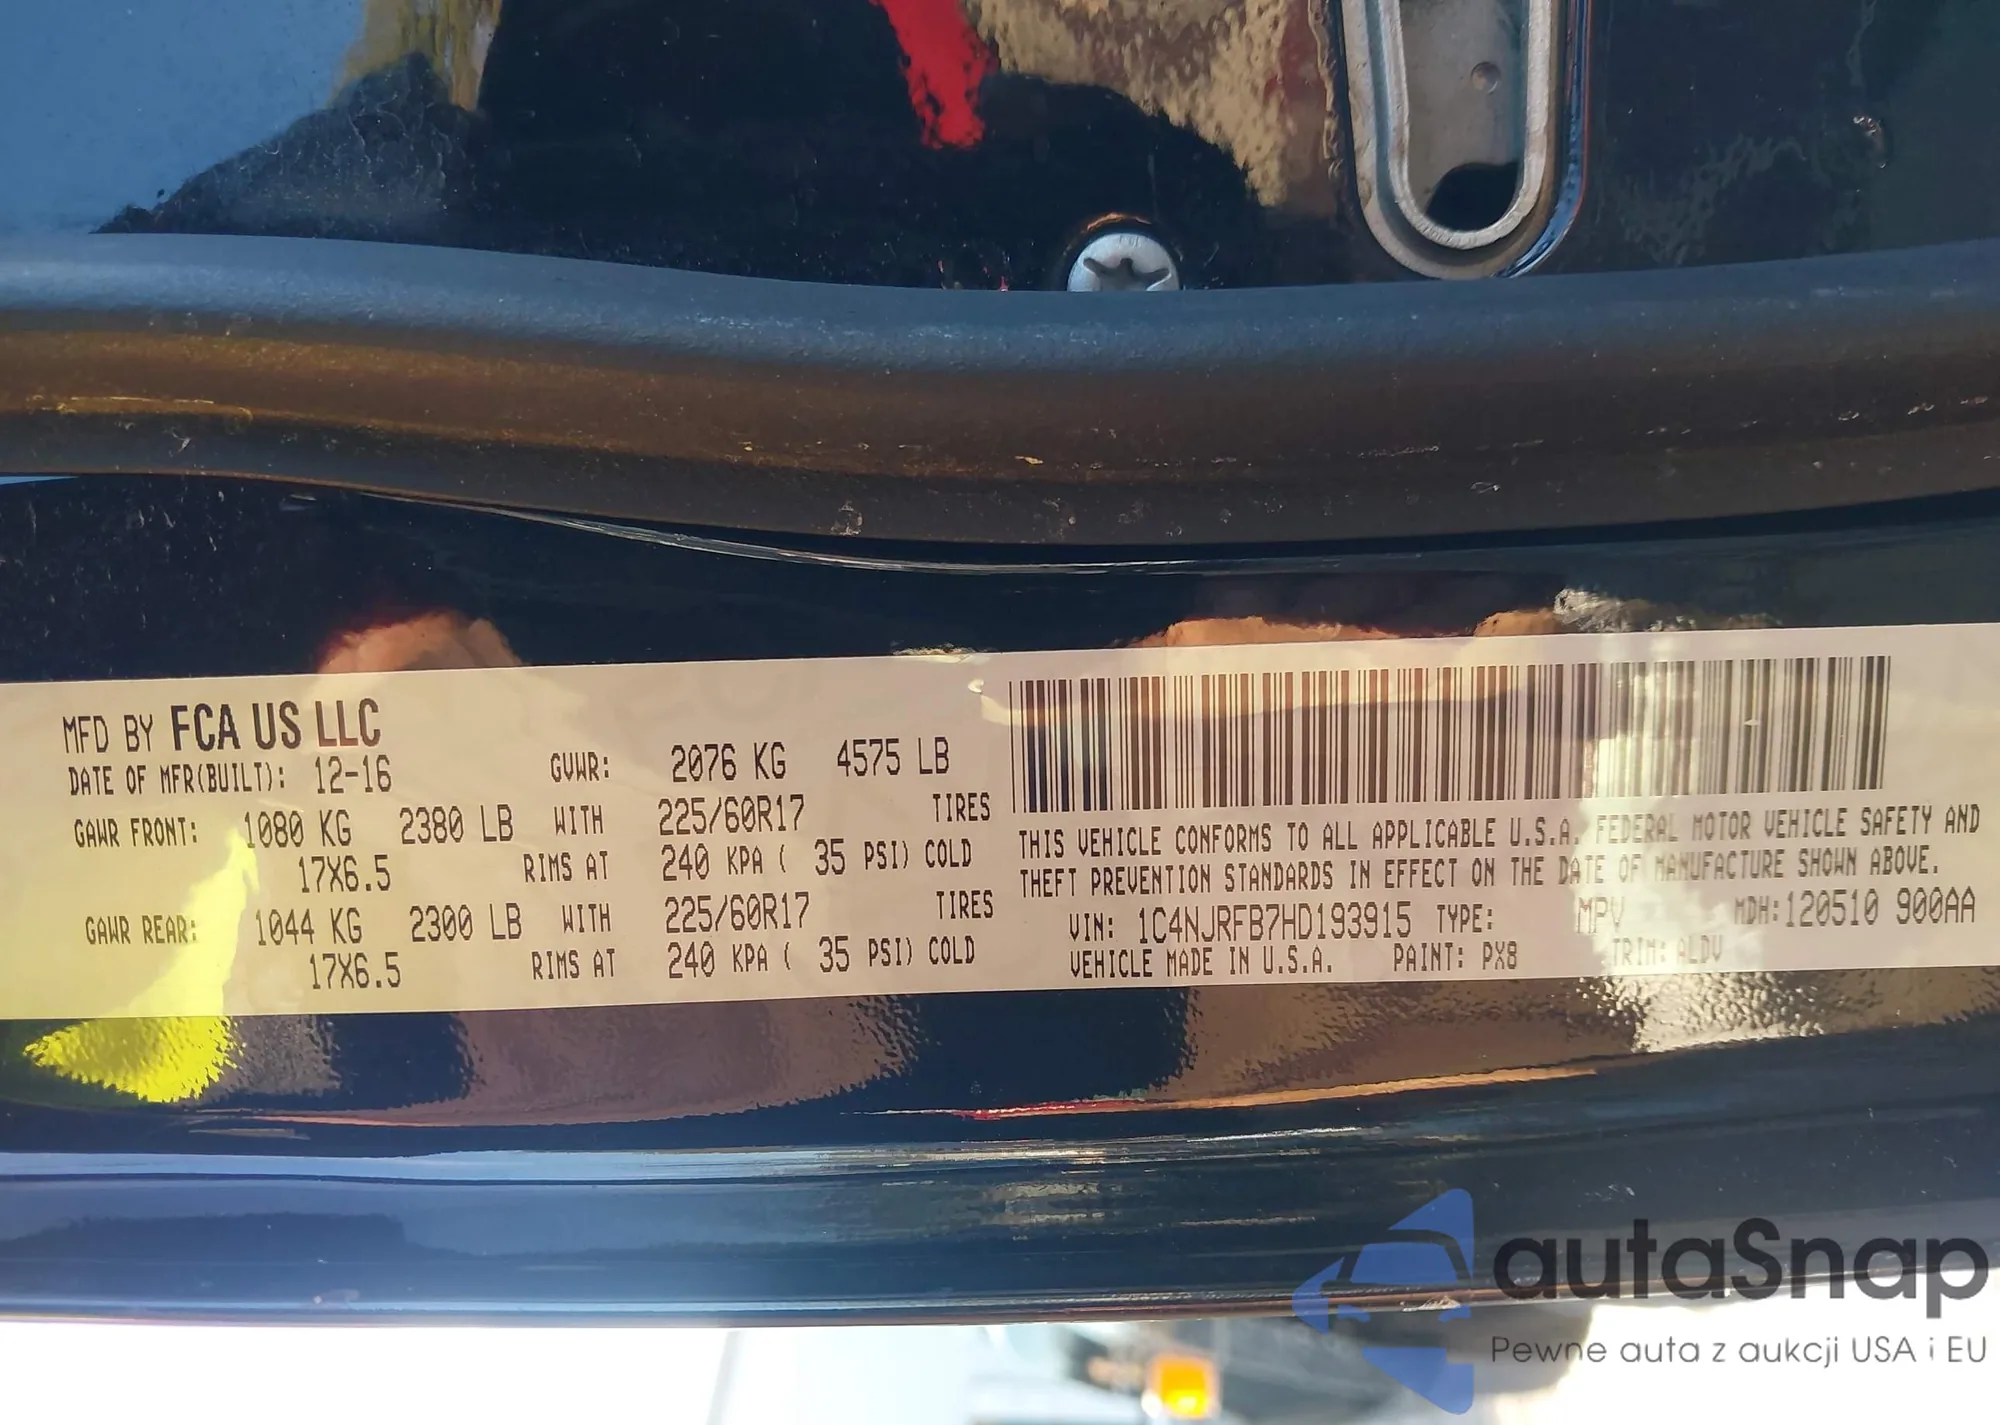 MFD BY FCA US LLC
DATE OF MFR(BUILT): 12-16 GVWR: 2076 KG 4575 LB
GAWR FRONT: 1080 KG 2380 LB WITH 225/60R17 TIRES
17X6.5 RIMS AT 240 KPA ( 35 PSI) COLD
GAWR REAR: 1044 KG 2300 LB WITH 225/60R17 TIRES
17X6.5 RIMS AT 240 KPA ( 35 PSI) COLD
THIS VEHICLE CONFORMS TO ALL APPLICABLE U.S.A. FEDERAL MOTOR VEHICLE SAFETY AND
THEFT PREVENTION STANDARDS IN EFFECT ON THE DATE OF MANUFACTURE SHOWN ABOVE.
VIN: 1C4NJRFB7HD193915 TYPE: MPV MDH:120510 900AA
VEHICLE MADE IN U.S.A. PAINT: PX8 TRIM: ALDV
autaSnap
Pewne auta z aukcji USA i EU